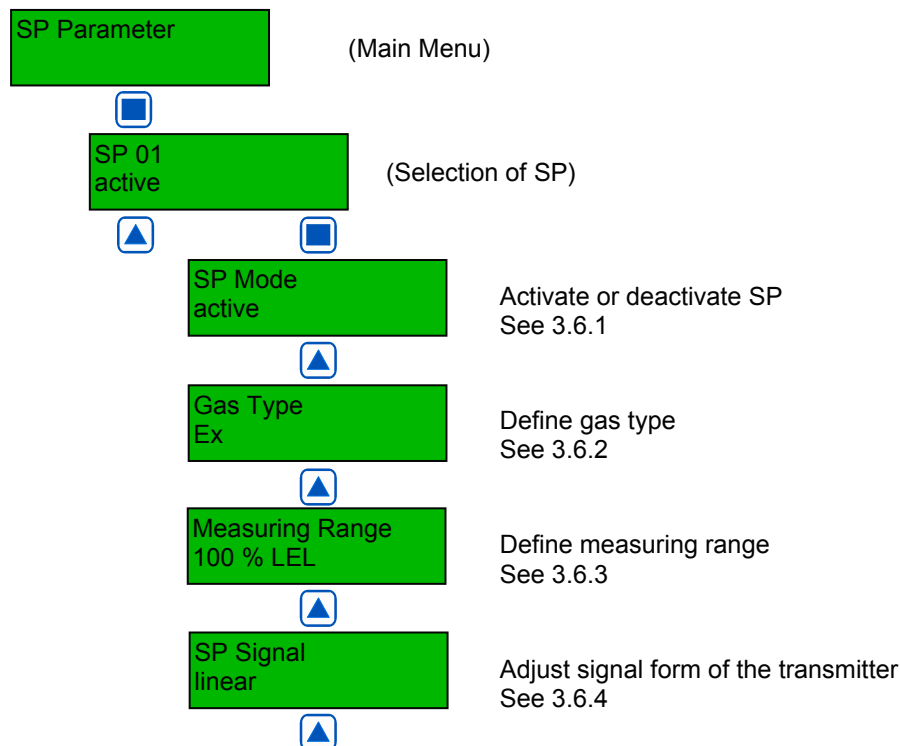 SP Parameter
(Main Menu)
SP 01
active
(Selection of SP)
SP Mode
active
Activate or deactivate SP
See 3.6.1
Gas Type
Ex
Define gas type
See 3.6.2
Measuring Range
100 % LEL
Define measuring range
See 3.6.3
SP Signal
linear
Adjust signal form of the transmitter
See 3.6.4